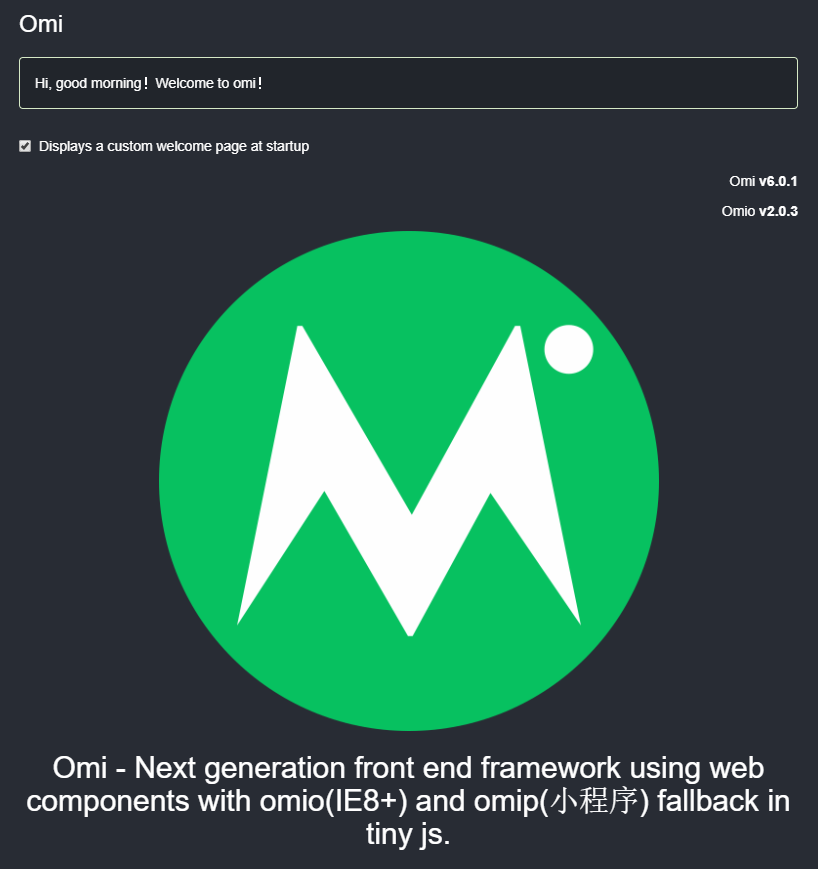 Omi
Hi, good morning！Welcome to omi！
Displays a custom welcome page at startup
Omi v6.0.1
Omio v2.0.3
Omi - Next generation front end framework using web
components with omio(IE8+) and omip(小程序) fallback in
tiny js.